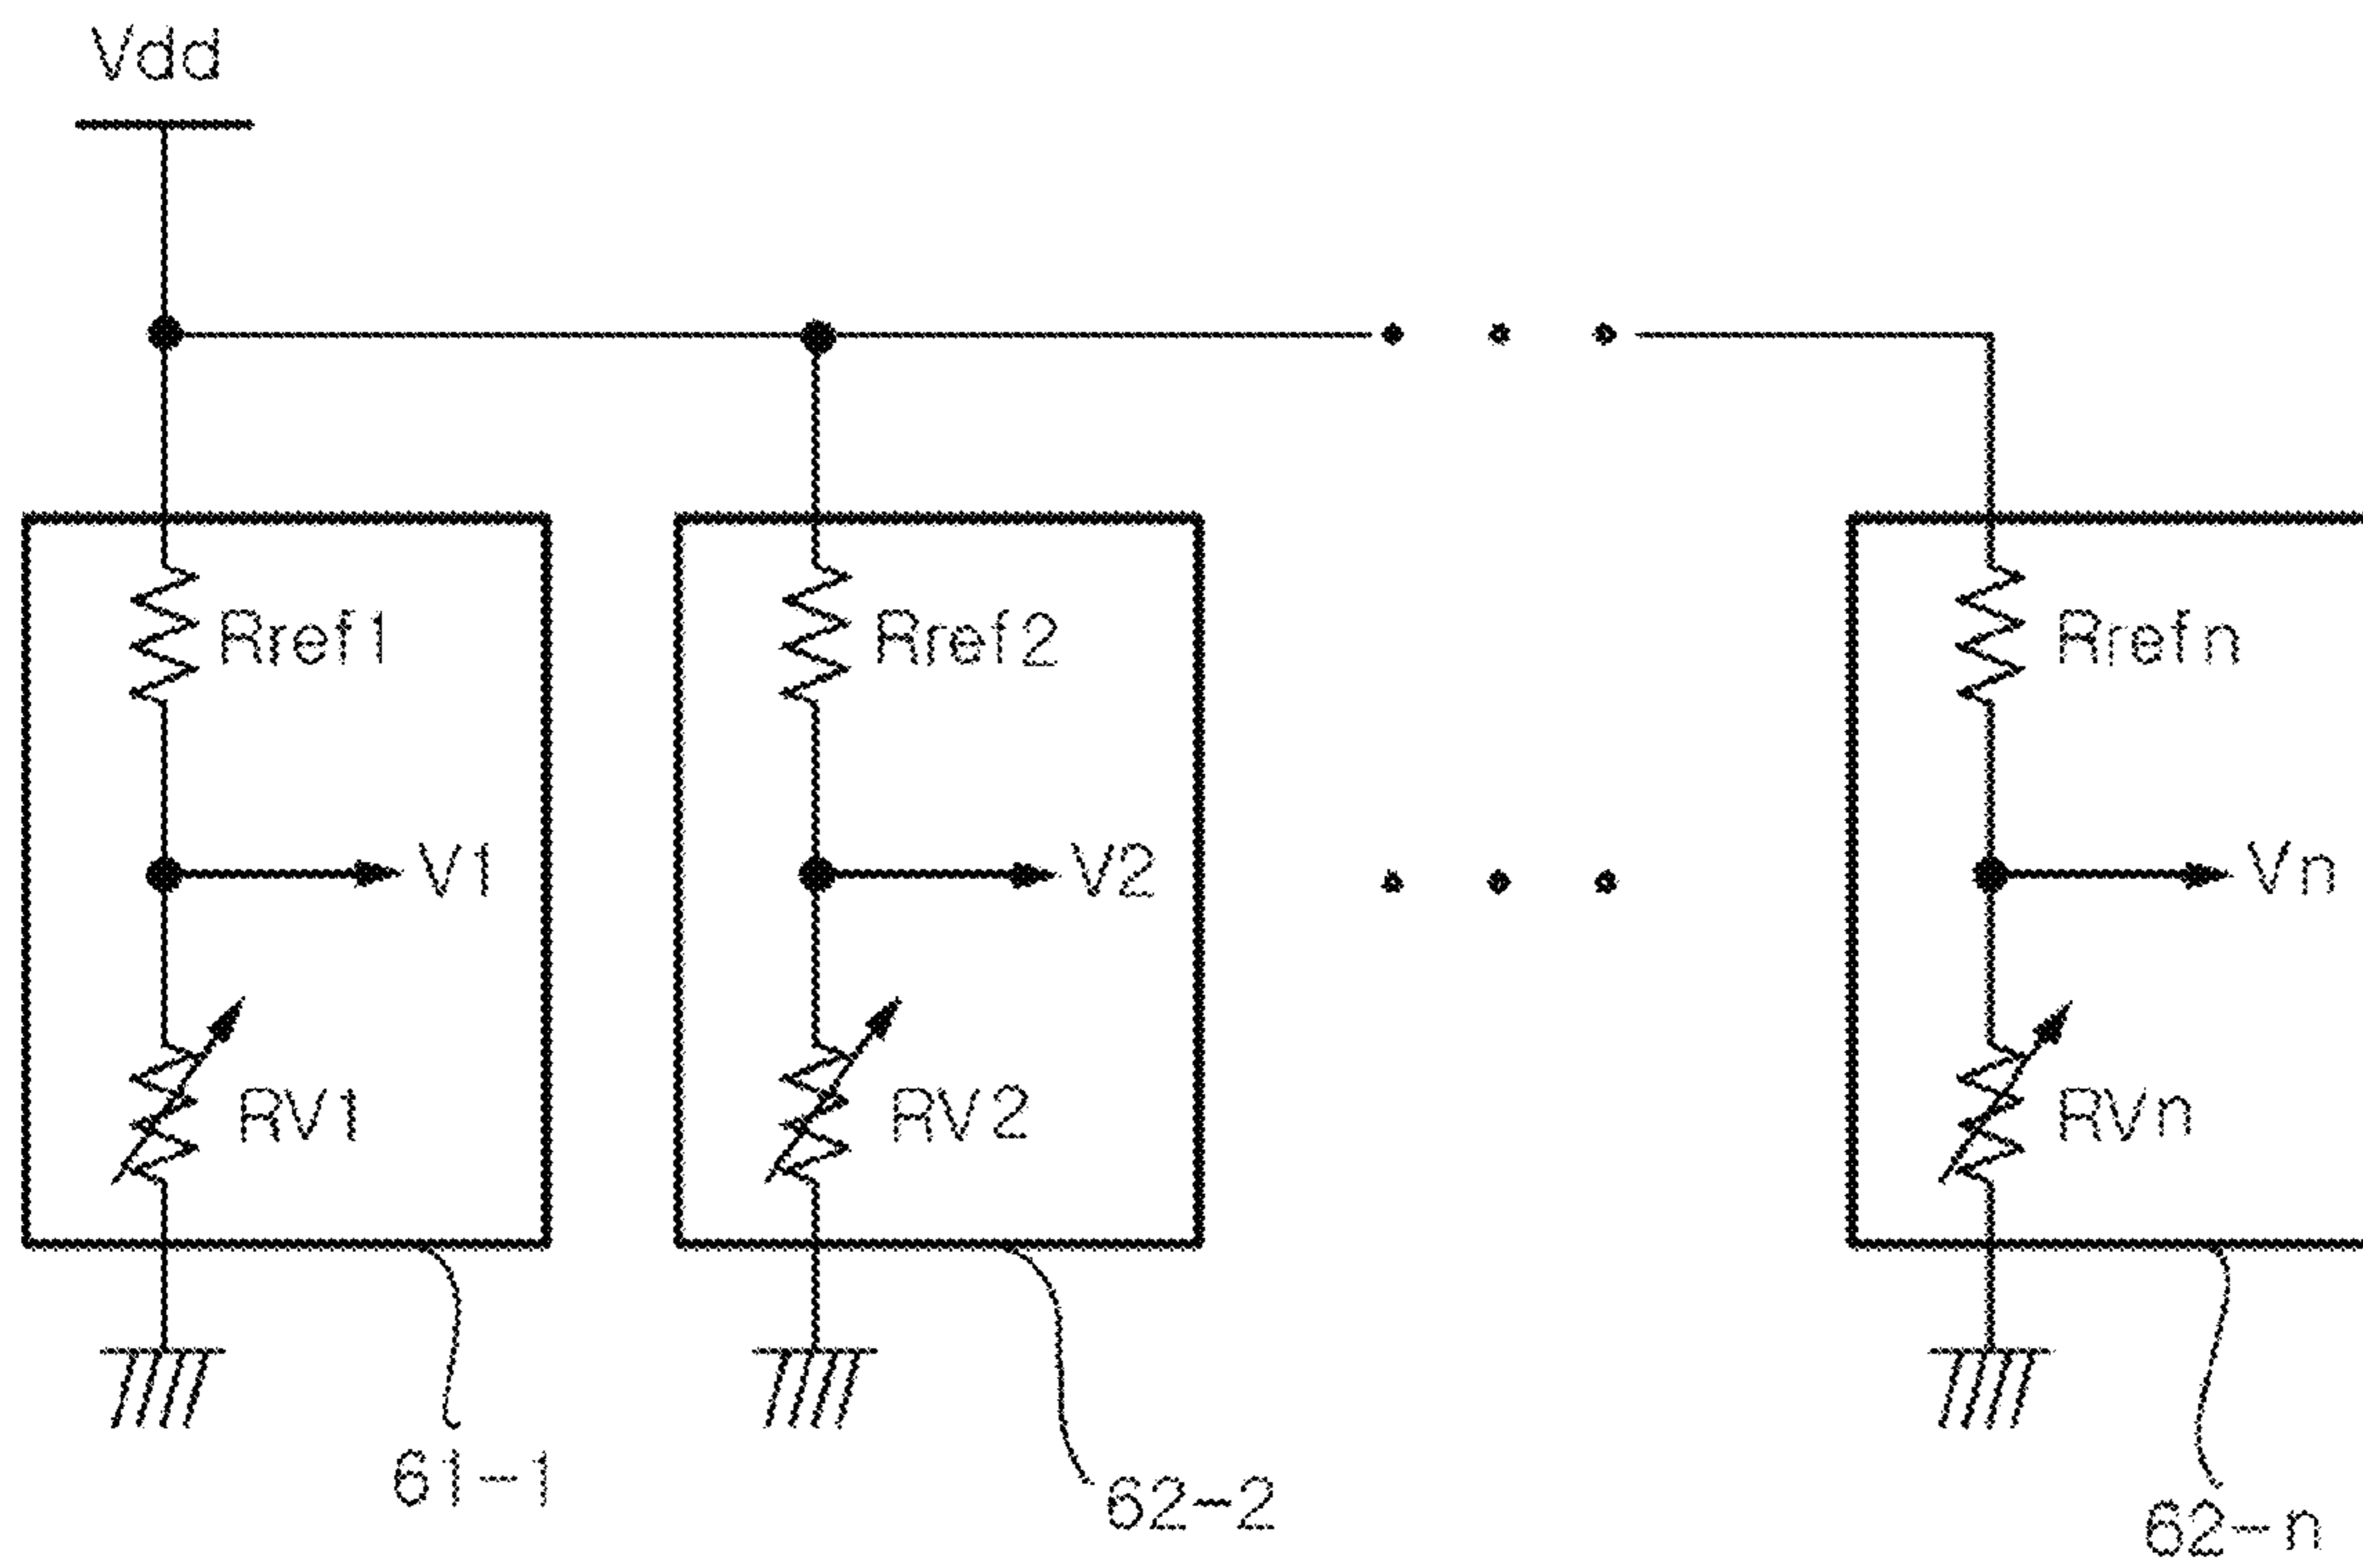 Vdd
Rref1
Rref2
Rrefn
V1
V2
Vn
RV1
RV2
RVn
61-1
62-2
62-n